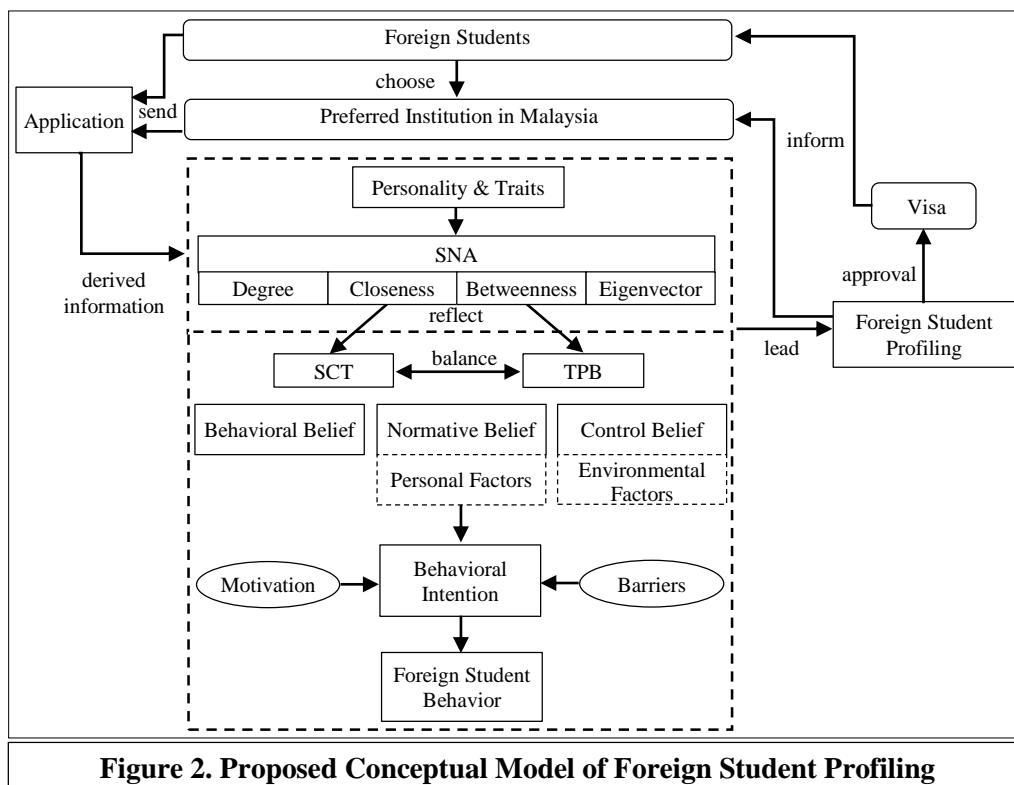 Foreign Students
choose
Application
send
Preferred Institution in Malaysia
inform
Personality & Traits
Visa
SNA
derived
information
Degree
Closeness
Betweenness
Eigenvector
approval
reflect
lead
Foreign Student
Profiling
SCT
balance
TPB
Behavioral Belief
Normative Belief
Control Belief
Personal Factors
Environmental
Factors
Motivation
Behavioral
Intention
Barriers
Foreign Student
Behavior
Figure 2. Proposed Conceptual Model of Foreign Student Profiling